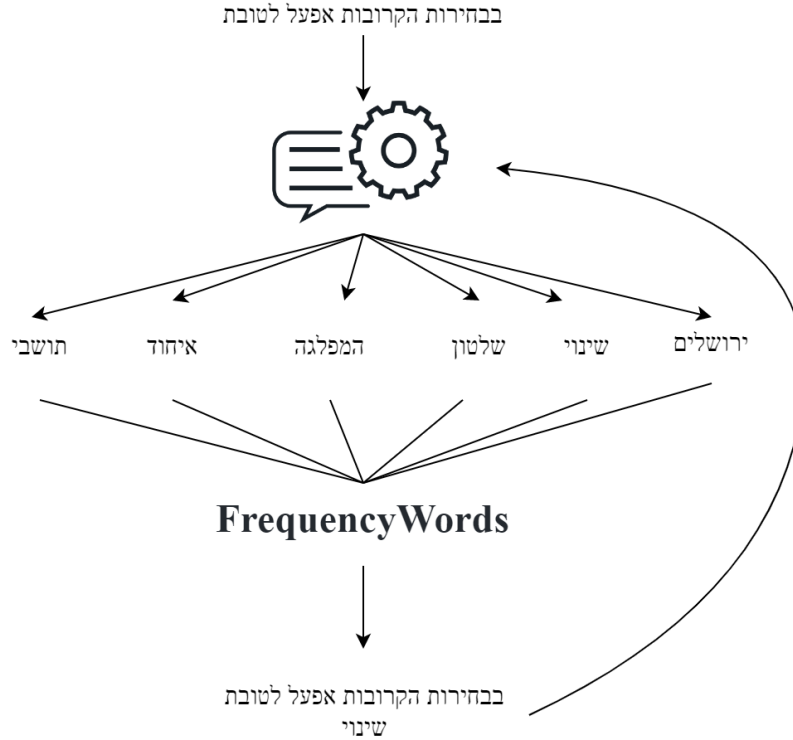 בבחירות הקרובות אפעל לטובת
ירושלים
שינוי
שלטון
המפלגה
איחוד
תושבי
FrequencyWords
בבחירות הקרובות אפעל לטובת
שינוי